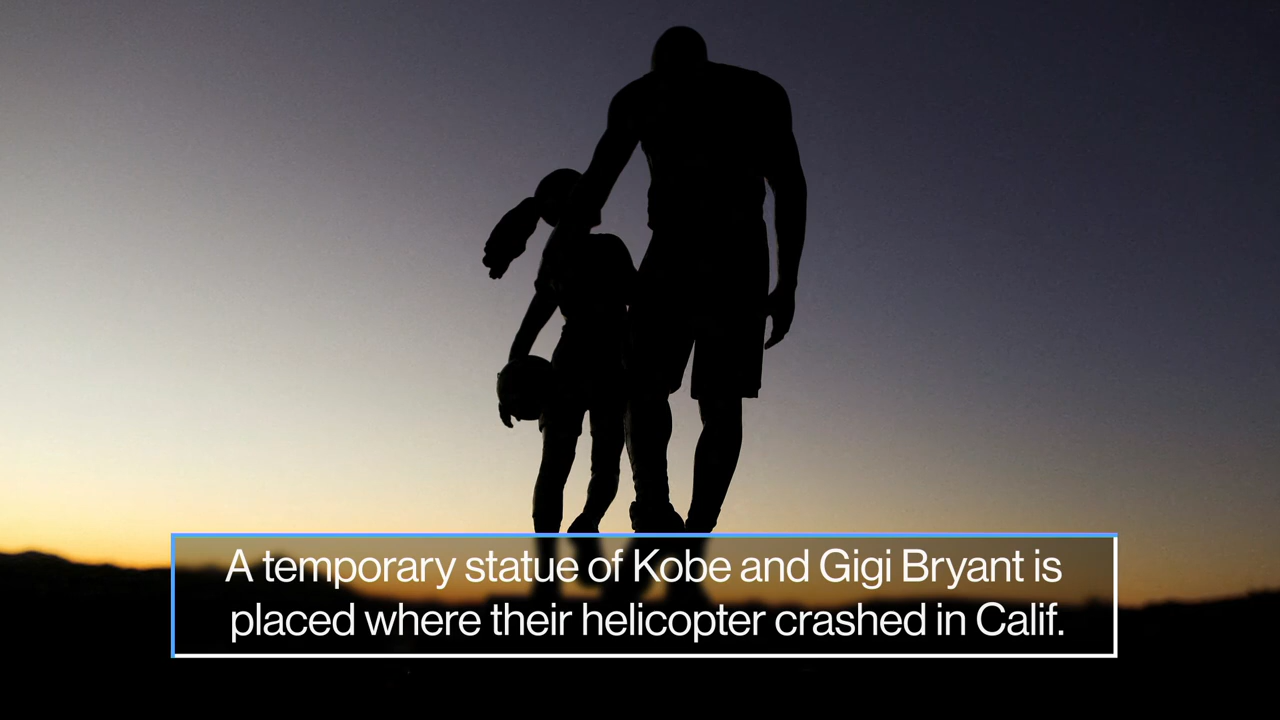 A temporary statue of Kobe and Gigi Bryant is
placed where their helicopter crashed in Calif.